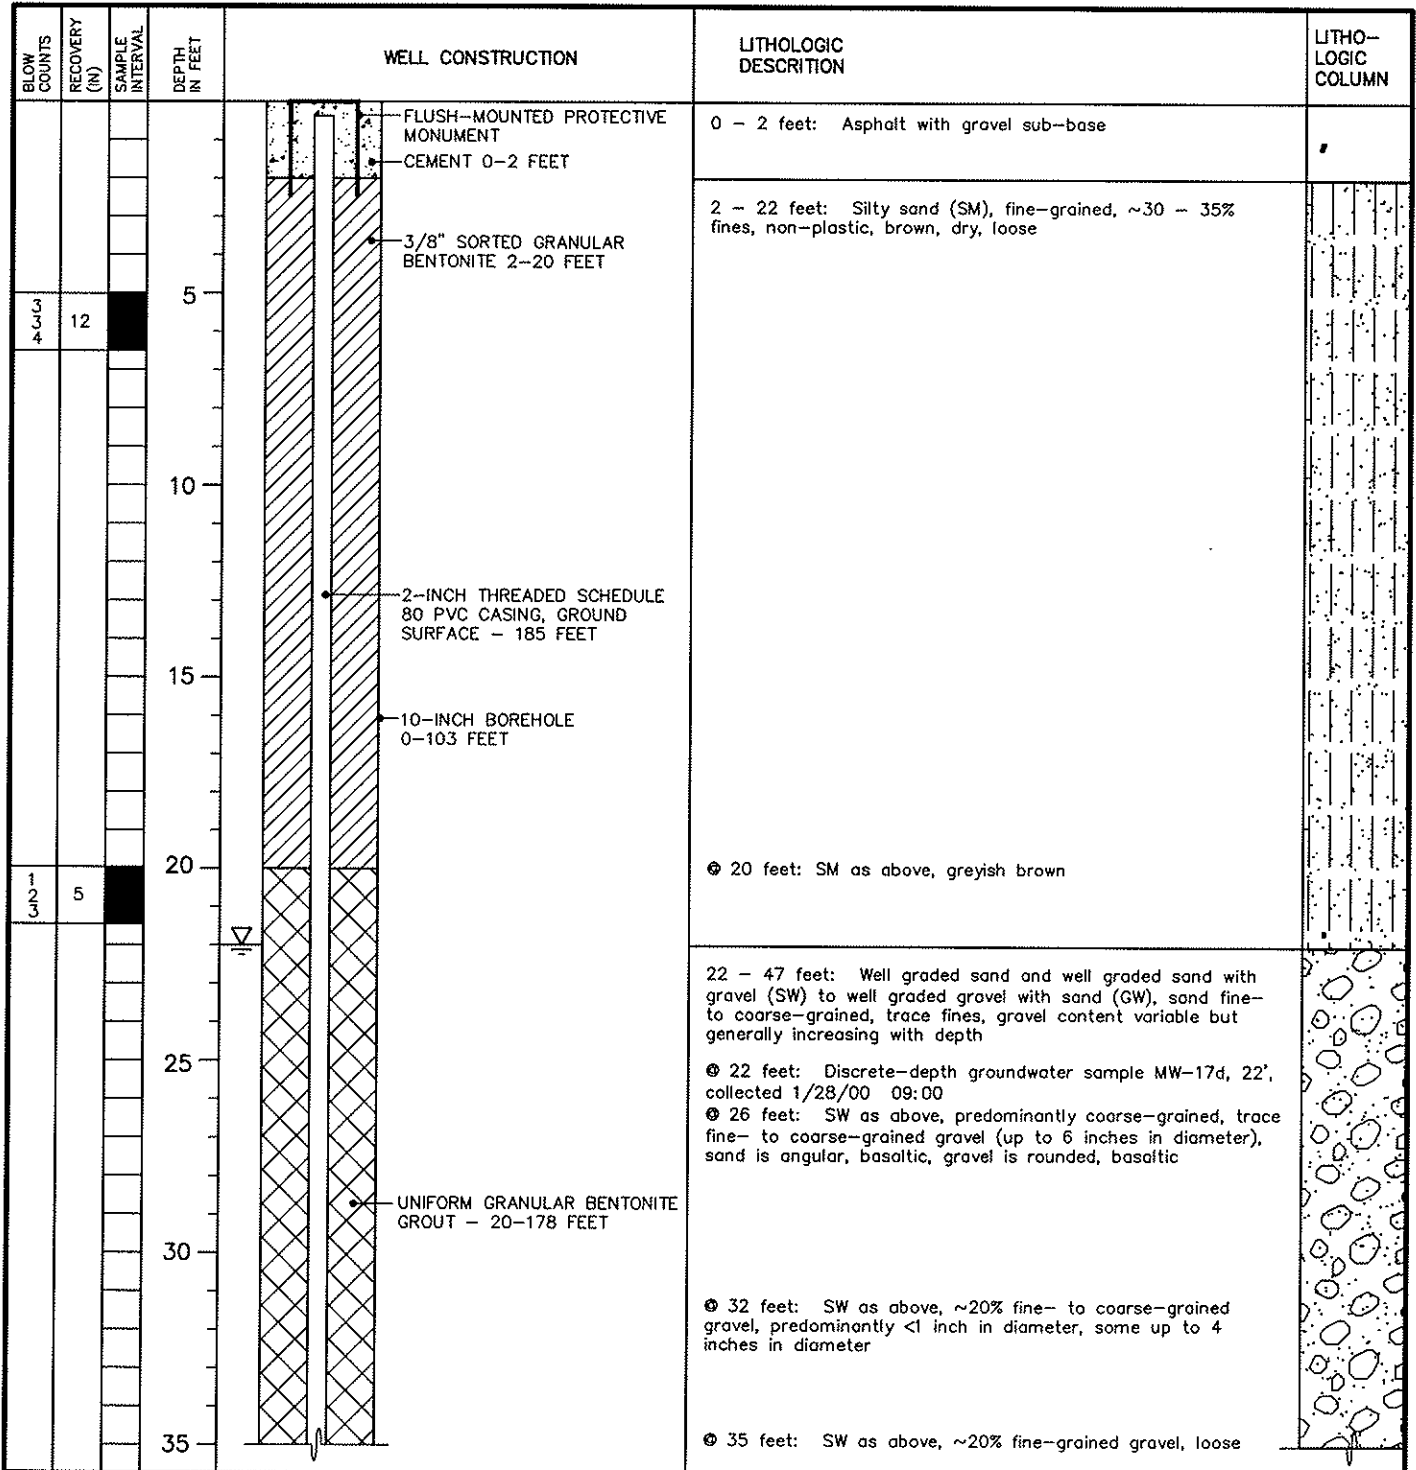 BLOW
COUNTS
RECOVERY
(IN)
SAMPLE
INTERVAL
DEPTH
IN FEET
WELL CONSTRUCTION
LITHOLOGIC
DESCRITION
LITHO-
LOGIC
COLUMN
FLUSH-MOUNTED PROTECTIVE
MONUMENT
CEMENT 0-2 FEET
0 - 2 feet: Asphalt with gravel sub-base
3/8" SORTED GRANULAR
BENTONITE 2-20 FEET
2 - 22 feet: Silty sand (SM), fine-grained, ~30 - 35%
fines, non-plastic, brown, dry, loose
5
3
3
4
12
10
2-INCH THREADED SCHEDULE
80 PVC CASING, GROUND
SURFACE - 185 FEET
15
10-INCH BOREHOLE
0-103 FEET
20
1
2
3
5
@ 20 feet: SM as above, greyish brown
22 - 47 feet: Well graded sand and well graded sand with
gravel (SW) to well graded gravel with sand (GW), sand fine-
to coarse-grained, trace fines, gravel content variable but
generally increasing with depth
25
@ 22 feet: Discrete-depth groundwater sample MW-17d, 22',
collected 1/28/00 09:00
@ 26 feet: SW as above, predominantly coarse-grained, trace
fine- to coarse-grained gravel (up to 6 inches in diameter),
sand is angular, basaltic, gravel is rounded, basaltic
UNIFORM GRANULAR BENTONITE
GROUT - 20-178 FEET
30
@ 32 feet: SW as above, ~20% fine- to coarse-grained
gravel, predominantly <1 inch in diameter, some up to 4
inches in diameter
35
@ 35 feet: SW as above, ~20% fine-grained gravel, loose